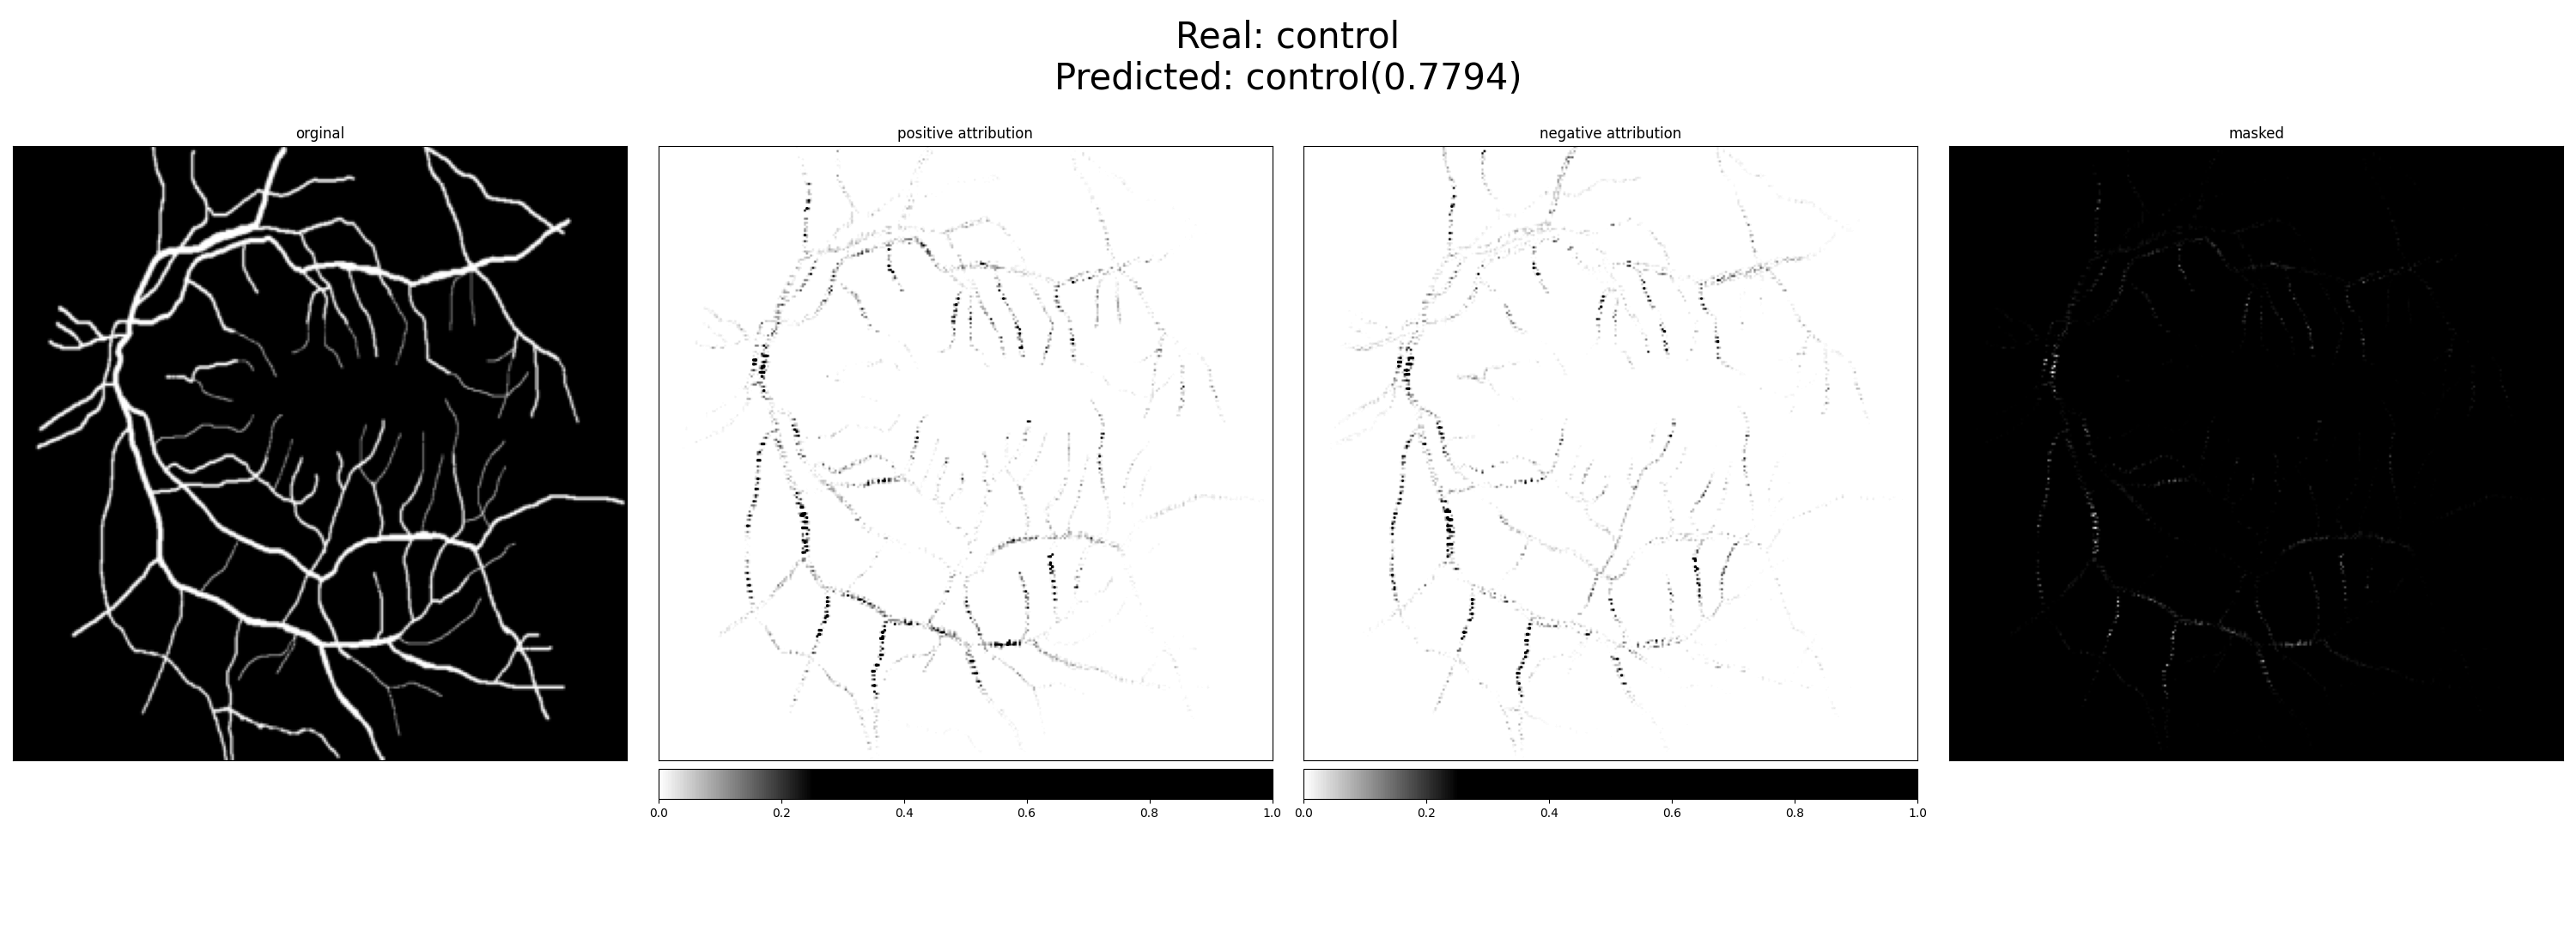 Real: control
Predicted: control(0.7794)
orginal
positive attribution
negative attribution
masked
0.0 0.2 0.4 0.6 0.8 1.0
0.0 0.2 0.4 0.6 0.8 1.0